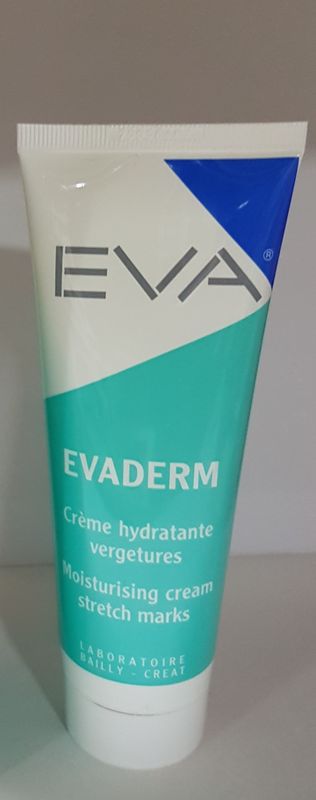 EVA®
EVADERM
Crème hydratante
vergetures
Moisturising cream
stretch marks
LABORATOIRE
BAILLY - CREAT